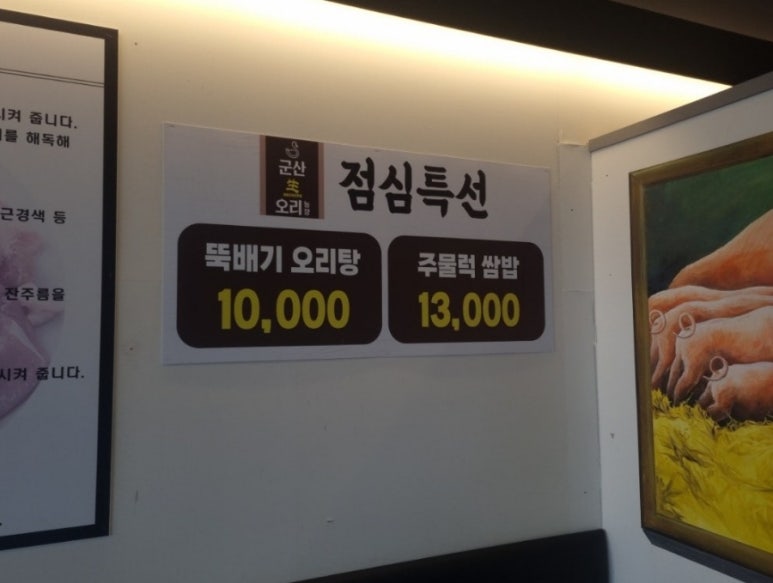 시켜 줍니다.
를 해독해
근경색 등
잔주름을
시켜 줍니다.
군산
生
오리
점심특선
뚝배기 오리탕
10,000
주물럭 쌈밥
13,000